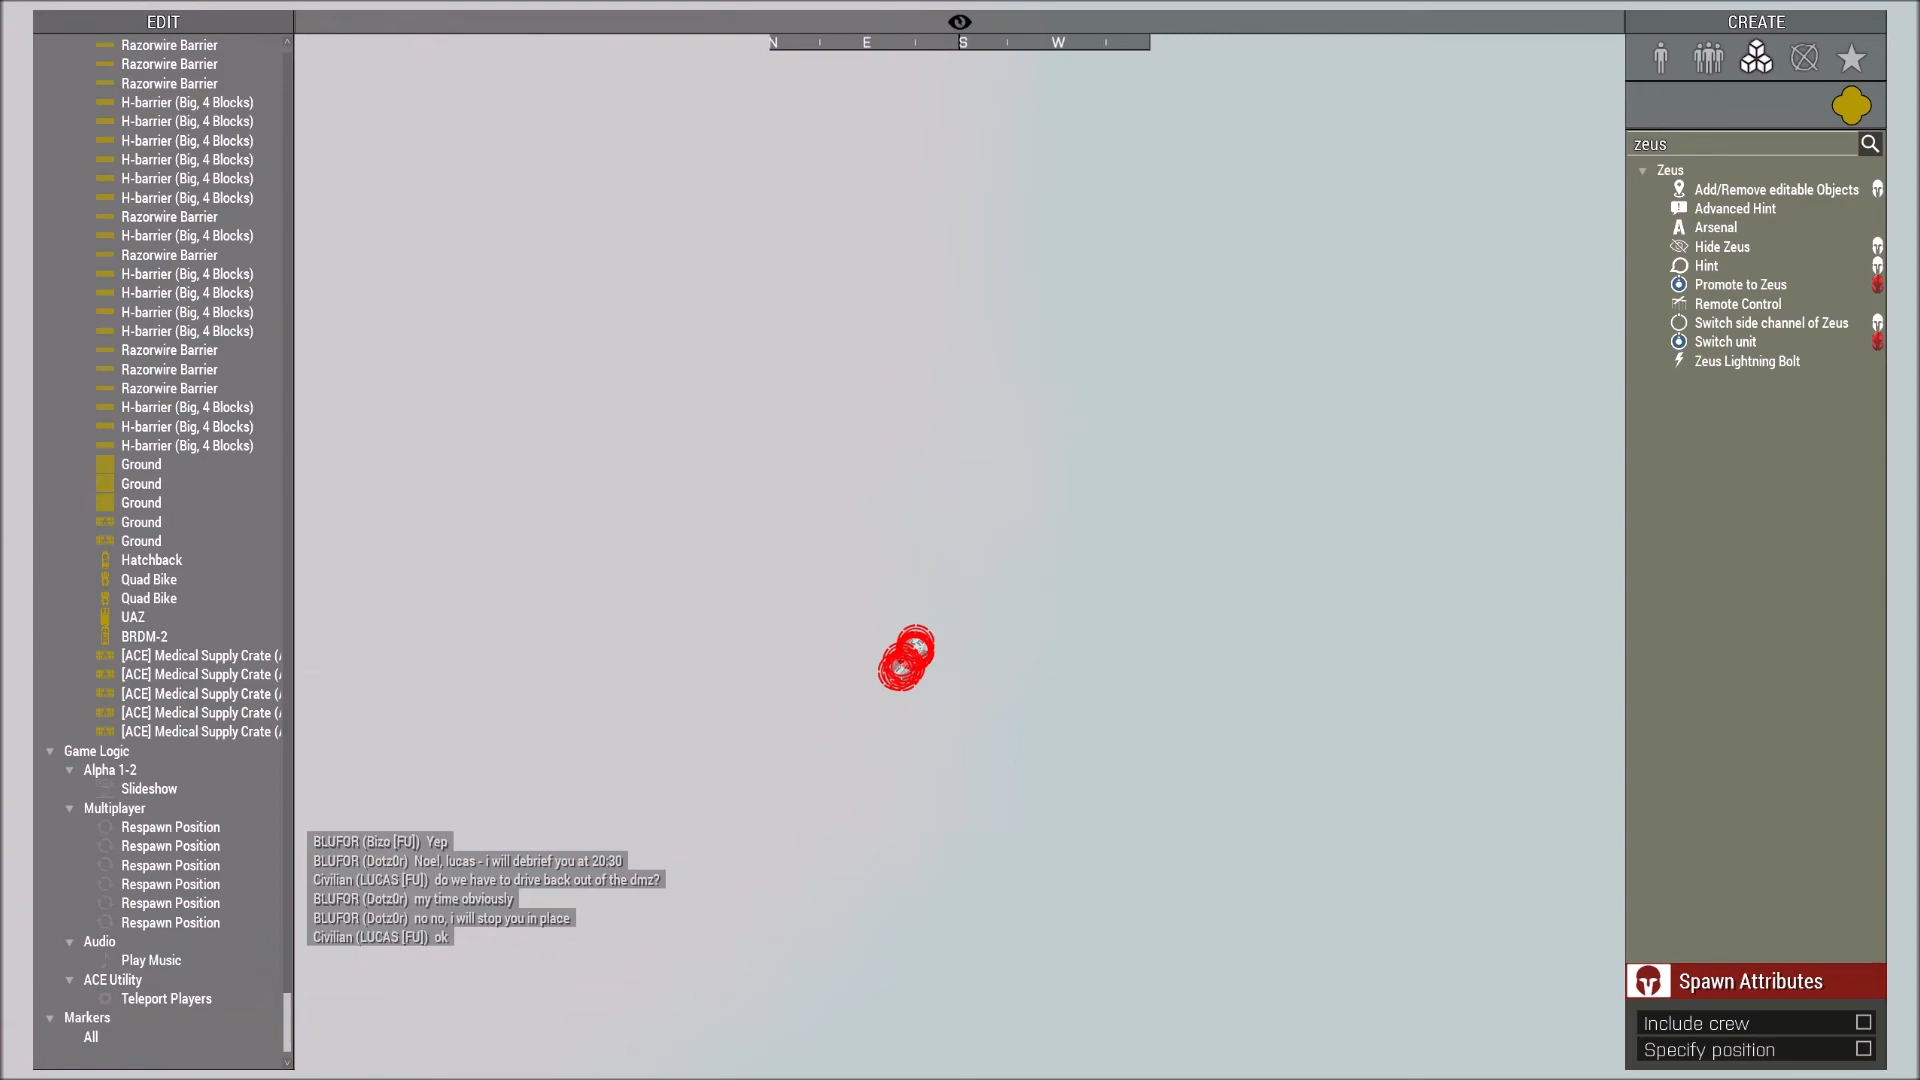 EDIT
Razorwire Barrier
Razorwire Barrier
Razorwire Barrier
H-barrier (Big, 4 Blocks)
H-barrier (Big, 4 Blocks)
H-barrier (Big, 4 Blocks)
H-barrier (Big, 4 Blocks)
H-barrier (Big, 4 Blocks)
H-barrier (Big, 4 Blocks)
Razorwire Barrier
H-barrier (Big, 4 Blocks)
Razorwire Barrier
H-barrier (Big, 4 Blocks)
H-barrier (Big, 4 Blocks)
H-barrier (Big, 4 Blocks)
H-barrier (Big, 4 Blocks)
Razorwire Barrier
Razorwire Barrier
Razorwire Barrier
H-barrier (Big, 4 Blocks)
H-barrier (Big, 4 Blocks)
H-barrier (Big, 4 Blocks)
Ground
Ground
Ground
Ground
Ground
Hatchback
Quad Bike
Quad Bike
UAZ
BRDM-2
[ACE] Medical Supply Crate (
[ACE] Medical Supply Crate (
[ACE] Medical Supply Crate (
[ACE] Medical Supply Crate (
[ACE] Medical Supply Crate (
Game Logic
Alpha 1-2
Slideshow
Multiplayer
Respawn Position
Respawn Position
Respawn Position
Respawn Position
Respawn Position
Respawn Position
Audio
Play Music
ACE Utility
Teleport Players
Markers
All
N E S W
BLUFOR (Bizo [FU]) Yep
BLUFOR (Dotz0r) Noel, lucas - i will debrief you at 20:30
Civilian (LUCAS [FU]) do we have to drive back out of the dmz?
BLUFOR (Dotz0r) my time obviously
BLUFOR (Dotz0r) no no, i will stop you in place
Civilian (LUCAS [FU]) ok
CREATE
zeus
Zeus
Add/Remove editable Objects
Advanced Hint
Arsenal
Hide Zeus
Hint
Promote to Zeus
Remote Control
Switch side channel of Zeus
Switch unit
Zeus Lightning Bolt
Spawn Attributes
Include crew
Specify position